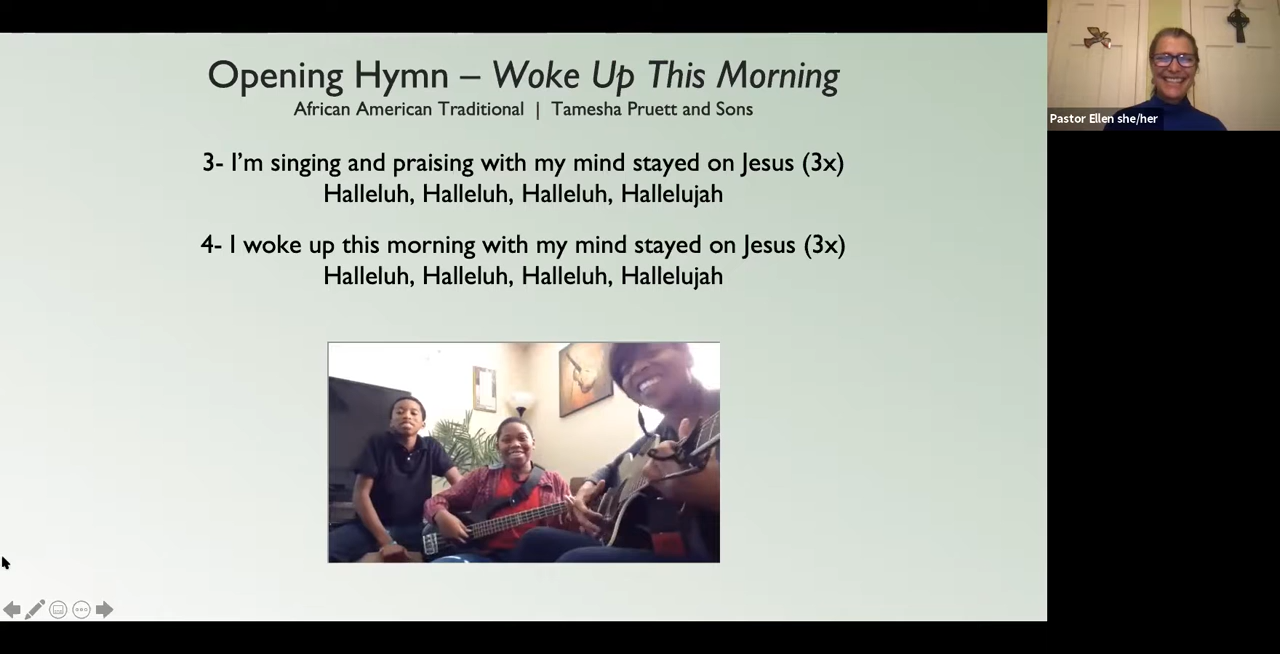 Opening Hymn – Woke Up This Morning
African American Traditional | Tamesha Pruett and Sons
3- I'm singing and praising with my mind stayed on Jesus (3x)
Halleluh, Halleluh, Halleluh, Hallelujah
4- I woke up this morning with my mind stayed on Jesus (3x)
Halleluh, Halleluh, Halleluh, Hallelujah
Pastor Ellen she/her